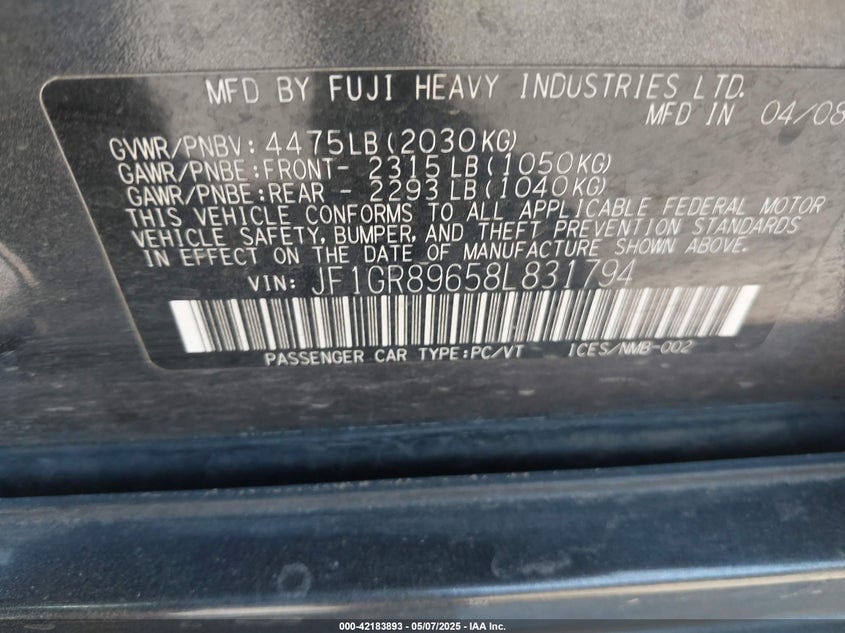 MFD BY FUJI HEAVY INDUSTRIES LTD.
MFD IN 04/08
GVWR/PNBV: 4475LB(2030KG)
GAWR/PNBE:FRONT- 2315LB(1050KG)
GAWR/PNBE:REAR - 2293LB(1040KG)
THIS VEHICLE CONFORMS TO ALL APPLICABLE FEDERAL MOTOR
VEHICLE SAFETY, BUMPER, AND THEFT PREVENTION STANDARDS
IN EFFECT ON THE DATE OF MANUFACTURE SHOWN ABOVE.
VIN: JF1GR89658L831794
PASSENGER CAR TYPE:PC/VT ICES/NMB-002
000-42183893 - 05/07/2025 - IAA Inc.